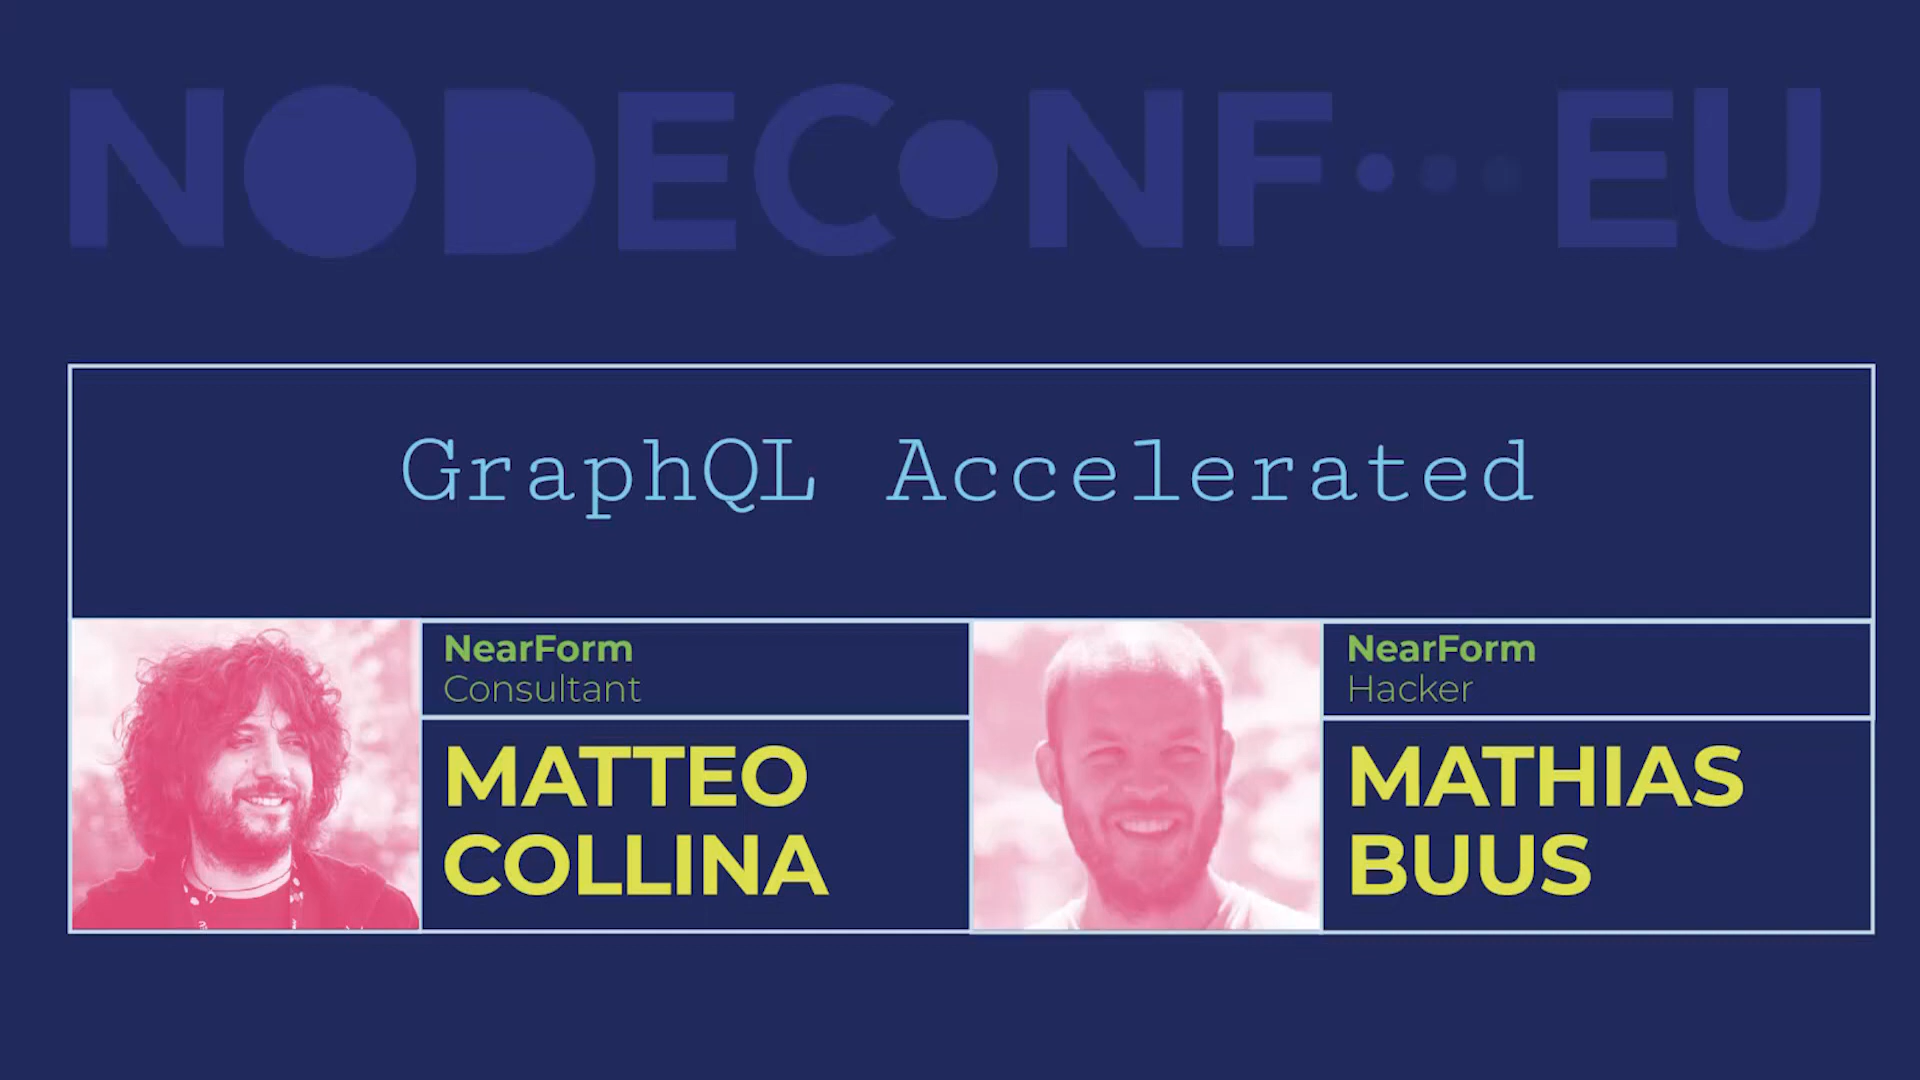 NODECONF EU
GraphQL Accelerated
NearForm
Consultant
MATTEO
COLLINA
NearForm
Hacker
MATHIAS
BUUS